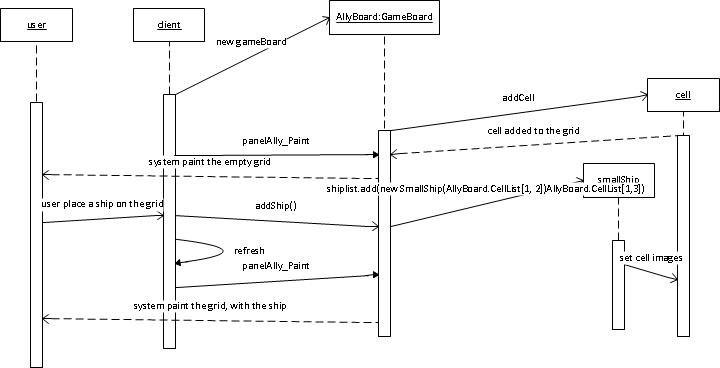 user
client
AllyBoard:GameBoard
new gameBoard
cell
addCell
cell added to the grid
panelAlly_Paint
system paint the empty grid
smallShip
shiplist.add(new SmallShip(AllyBoard.CellList[1, 2])AllyBoard.CellList[1,3])
user place a ship on the grid
addShip()
refresh
set cell images
panelAlly_Paint
system paint the grid, with the ship